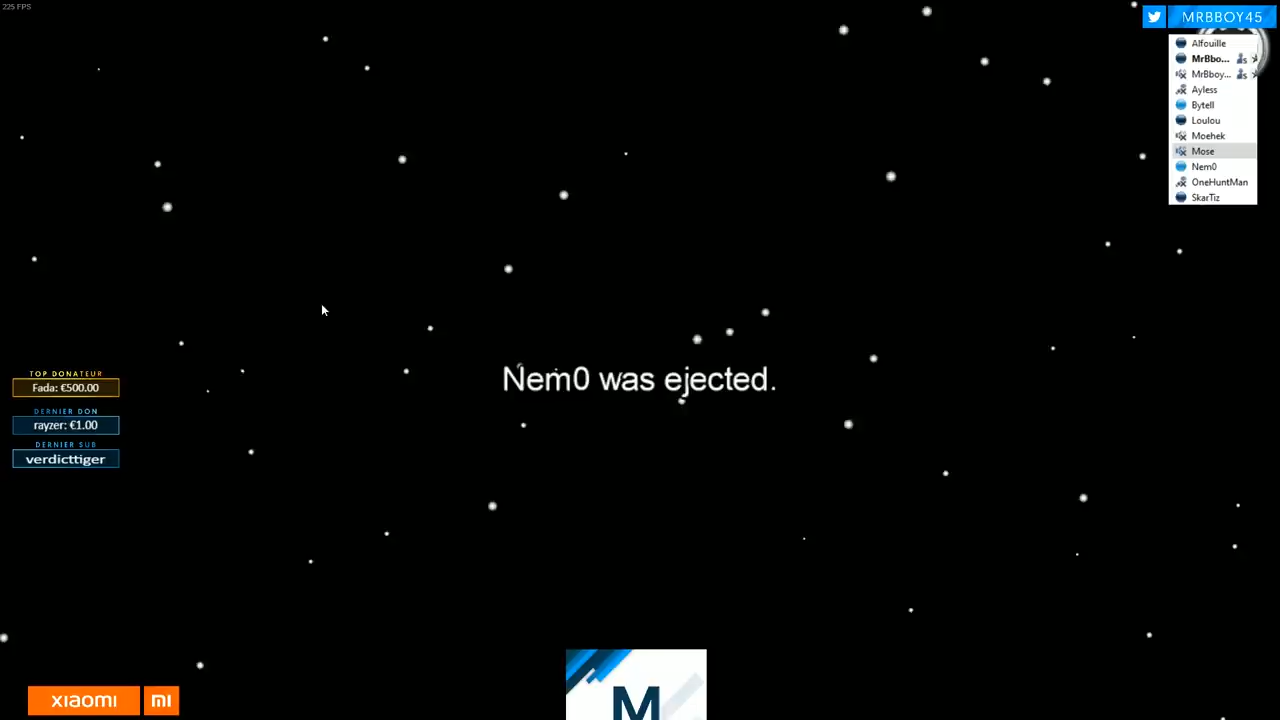 225 FPS
MRBBOY45
Alfouille
MrBbo...
MrBboy...
Ayless
Bytell
Loulou
Moehek
Mose
Nem0
OneHuntMan
SkarTiz
Nem0 was ejected.
TOP DONATEUR
Fada: €500.00
DERNIER DON
rayzer: €1.00
DERNIER SUB
verdicttiger
xiaomi MI
M